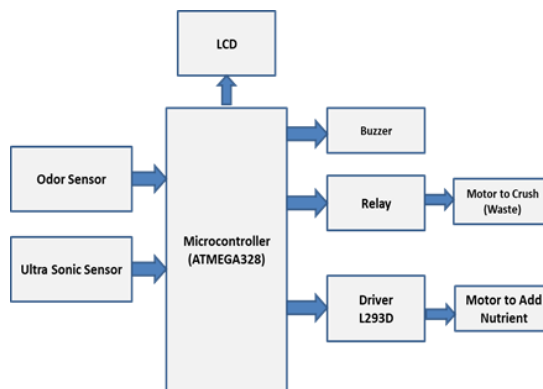 LCD
Buzzer
Odor Sensor
Relay
Motor to Crush
(Waste)
Microcontroller
(ATMEGA328)
Ultra Sonic Sensor
Driver
L293D
Motor to Add
Nutrient